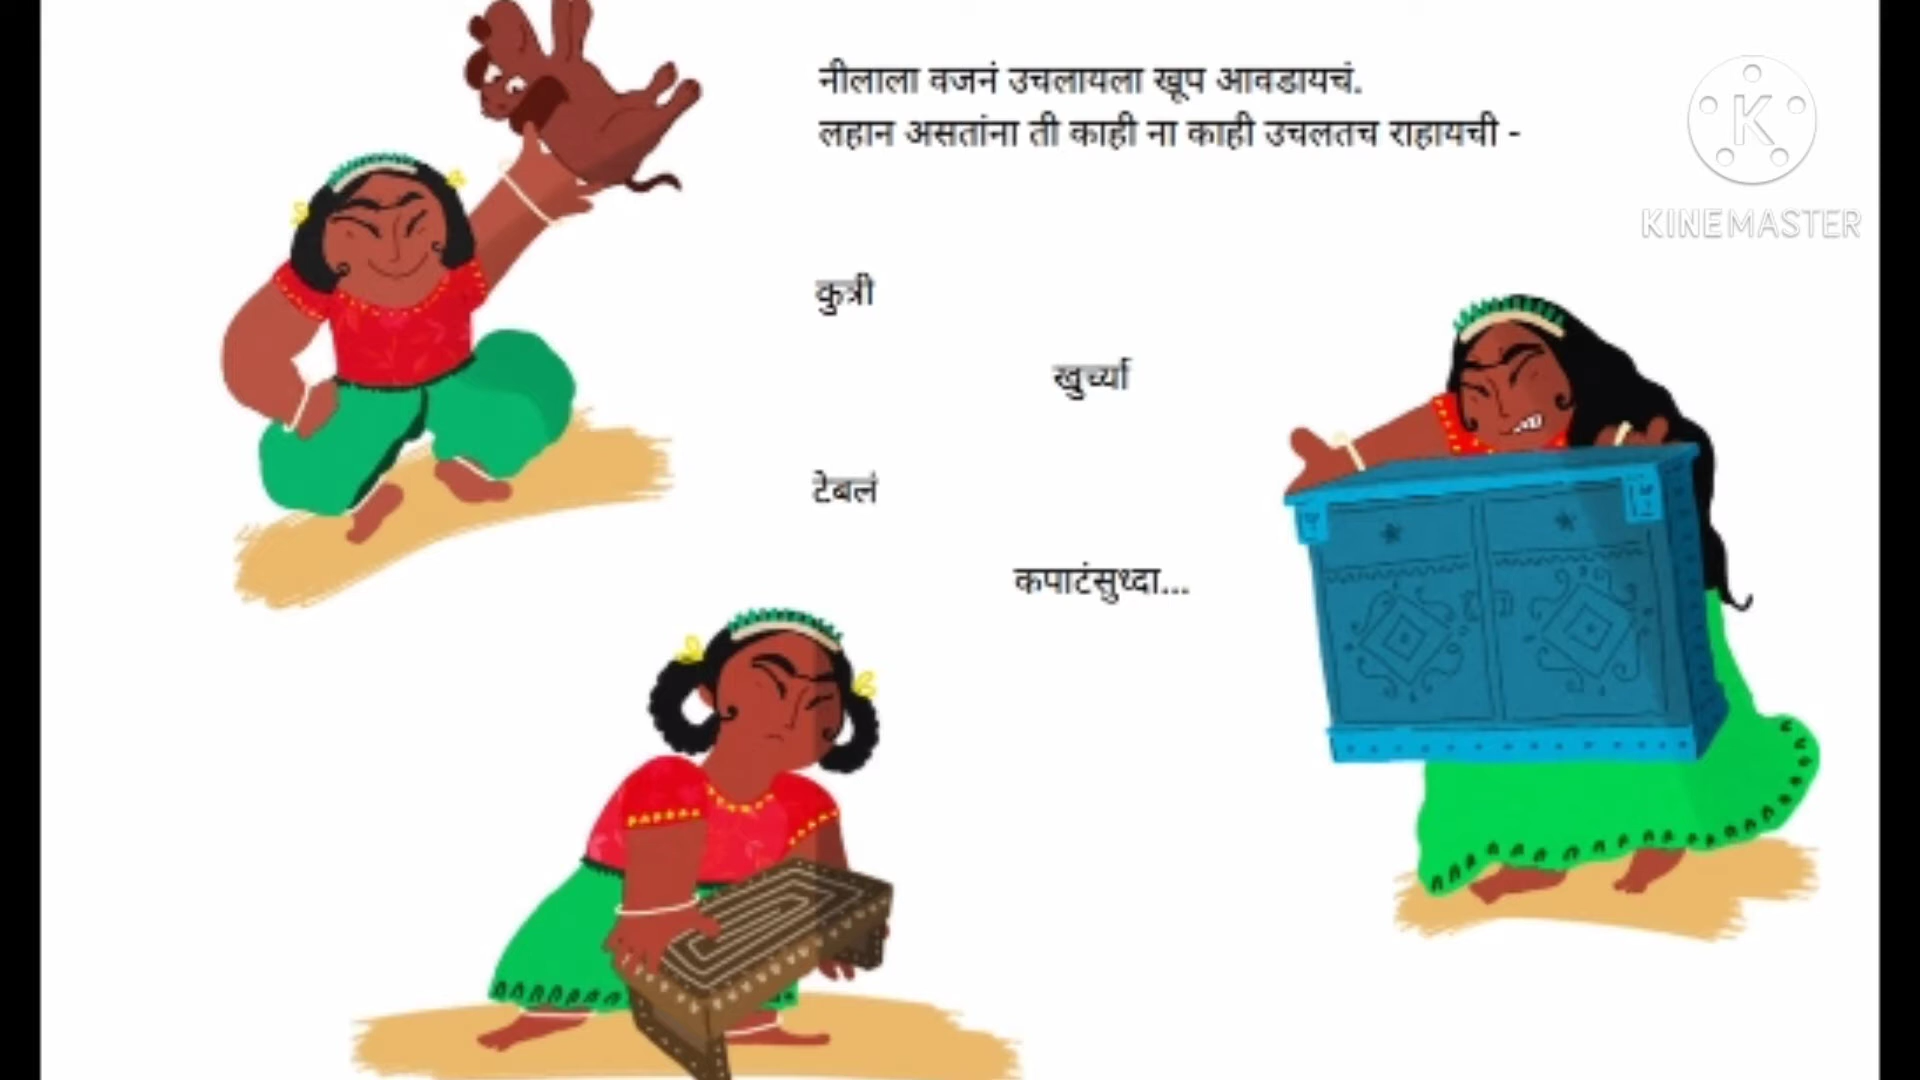 नीलाला वजनं उचलायला खूप आवडायचं.
लहान असतांना ती काही ना काही उचलतच राहायची -
कुत्री
खुर्च्या
टेबलं
कपाटंसुध्दा...
K
KINEMASTER